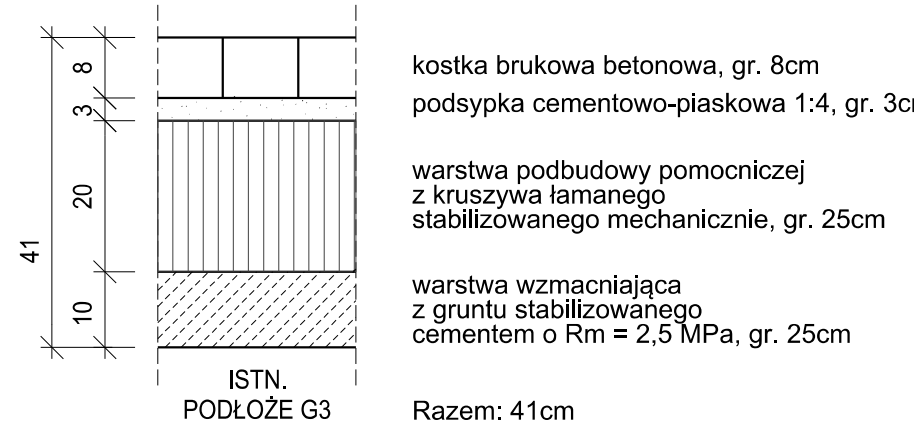 41
8
3
20
10
kostka brukowa betonowa, gr. 8cm
podsypka cementowo-piaskowa 1:4, gr. 3c
warstwa podbudowy pomocniczej
z kruszywa łamanego
stabilizowanego mechanicznie, gr. 25cm
warstwa wzmacniająca
z gruntu stabilizowanego
cementem o Rm = 2,5 MPa, gr. 25cm
ISTN.
PODŁOŻE G3
Razem: 41cm